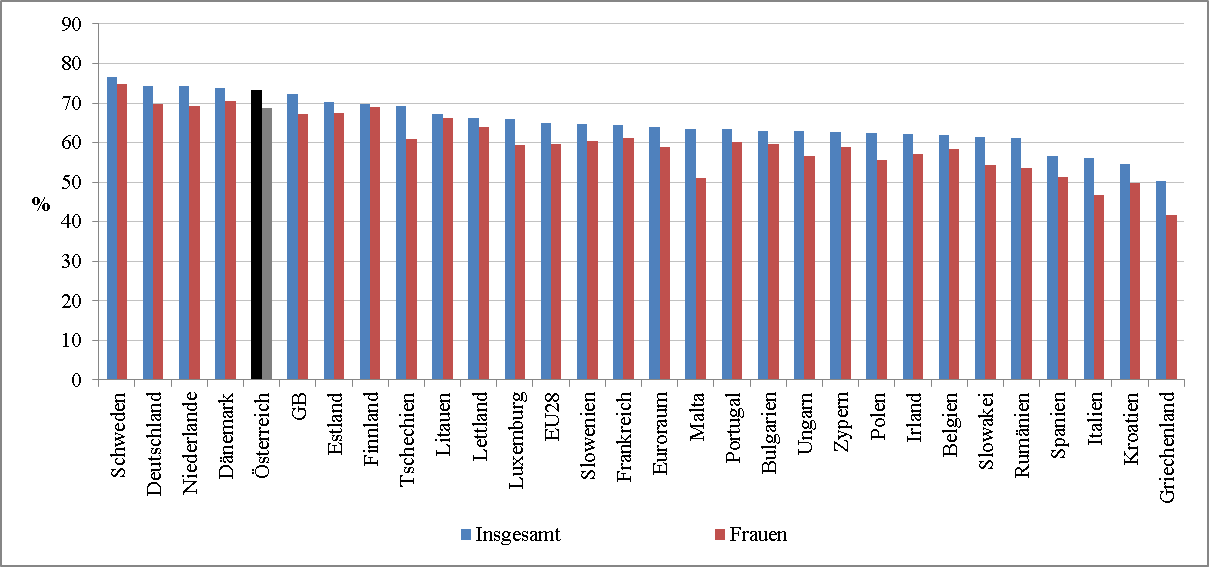 90
80
70
60
50
40
30
20
10
0
%
Schweden
Deutschland
Niederlande
Dänemark
Österreich
GB
Estland
Finnland
Tschechien
Litauen
Lettland
Luxemburg
EU28
Slowenien
Frankreich
Euroraum
Malta
Portugal
Bulgarien
Ungarn
Zypern
Polen
Irland
Belgien
Slowakei
Rumänien
Spanien
Italien
Kroatien
Griechenland
Insgesamt
Frauen